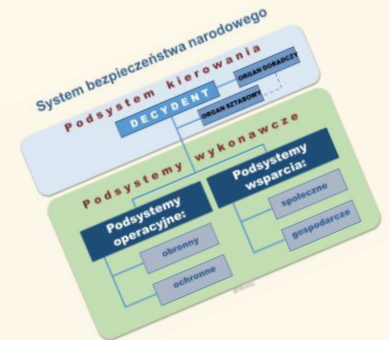 System bezpieczeństwa narodowego
Podsystem kierowania
DECYDENT
ORGAN DORADCZY
ORGAN SZTABOWY
Podsystemy wykonawcze
Podsystemy
operacyjne:
obronny
ochronne
Podsystemy
wsparcia:
społeczne
gospodarcze